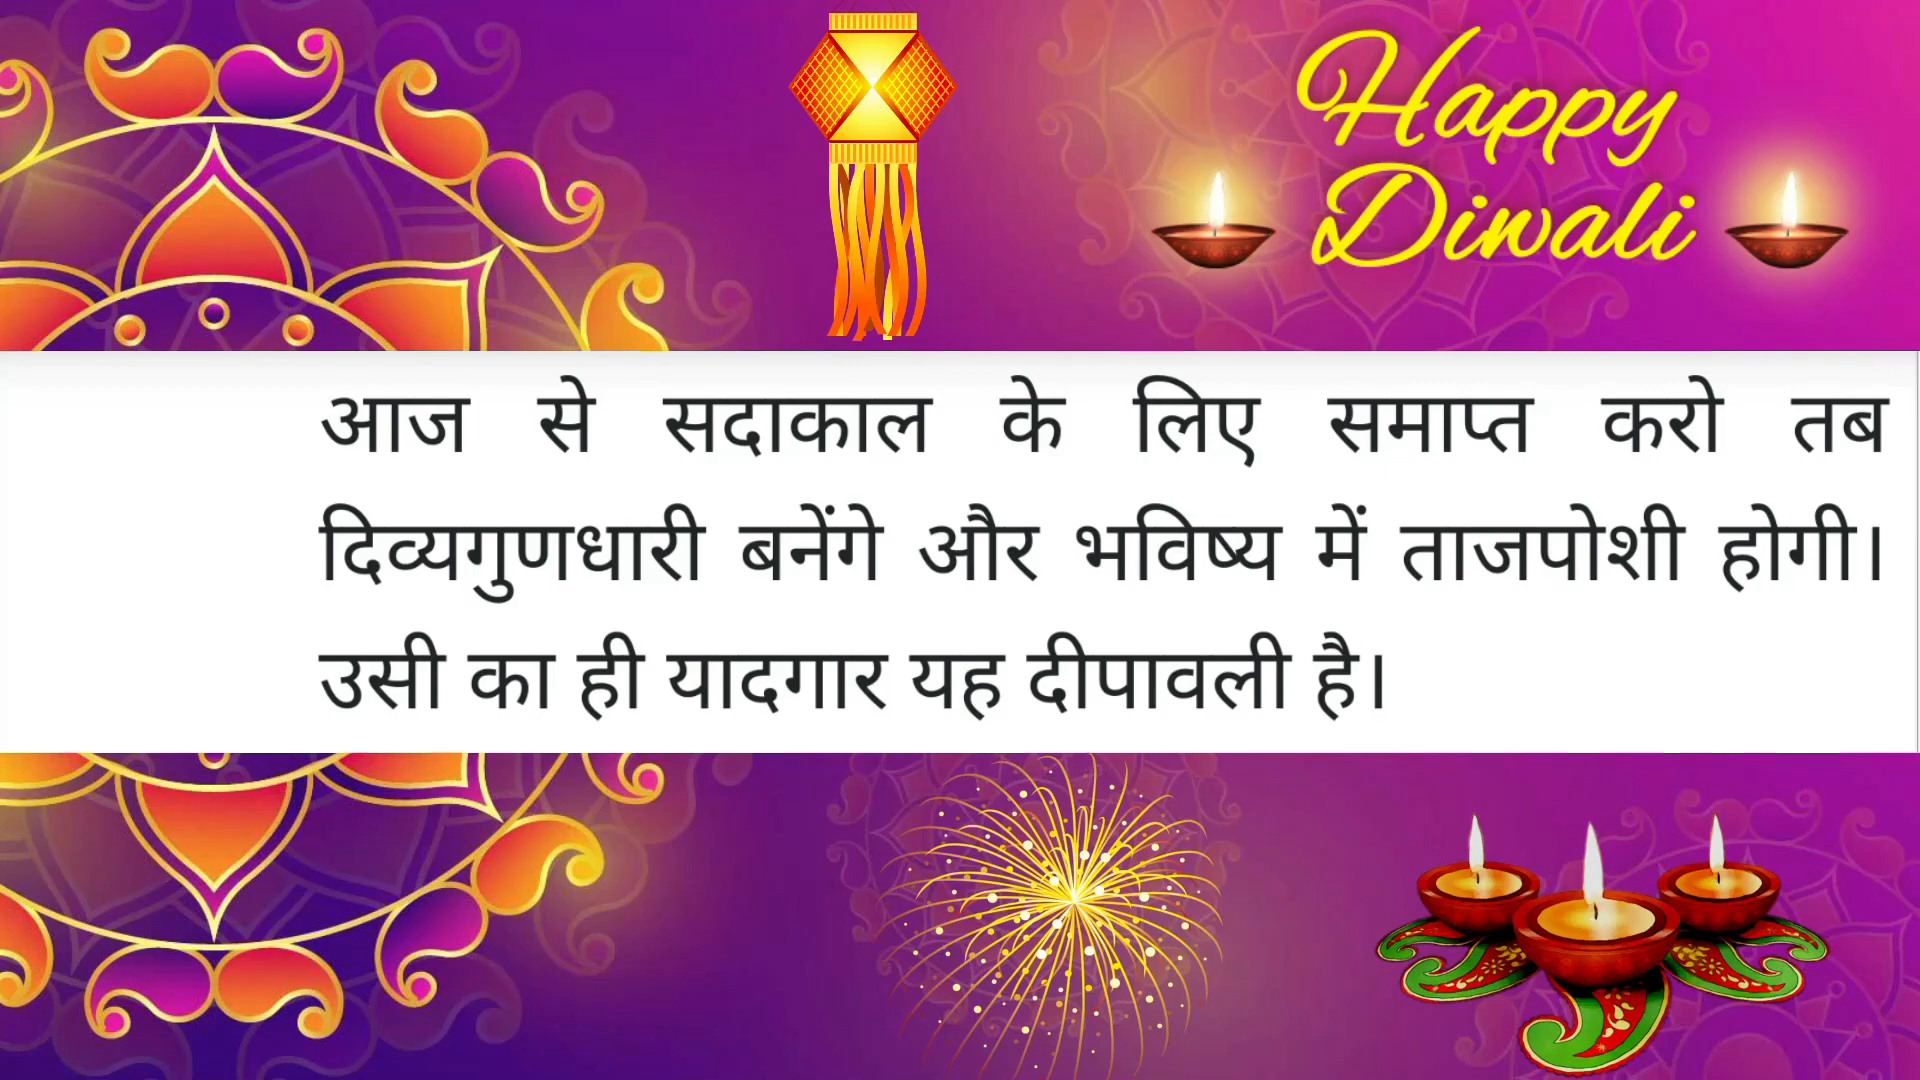 Happy
Diwali
आज से सदाकाल के लिए समाप्त करो तब
दिव्यगुणधारी बनेंगे और भविष्य में ताजपोशी होगी।
उसी का ही यादगार यह दीपावली है।